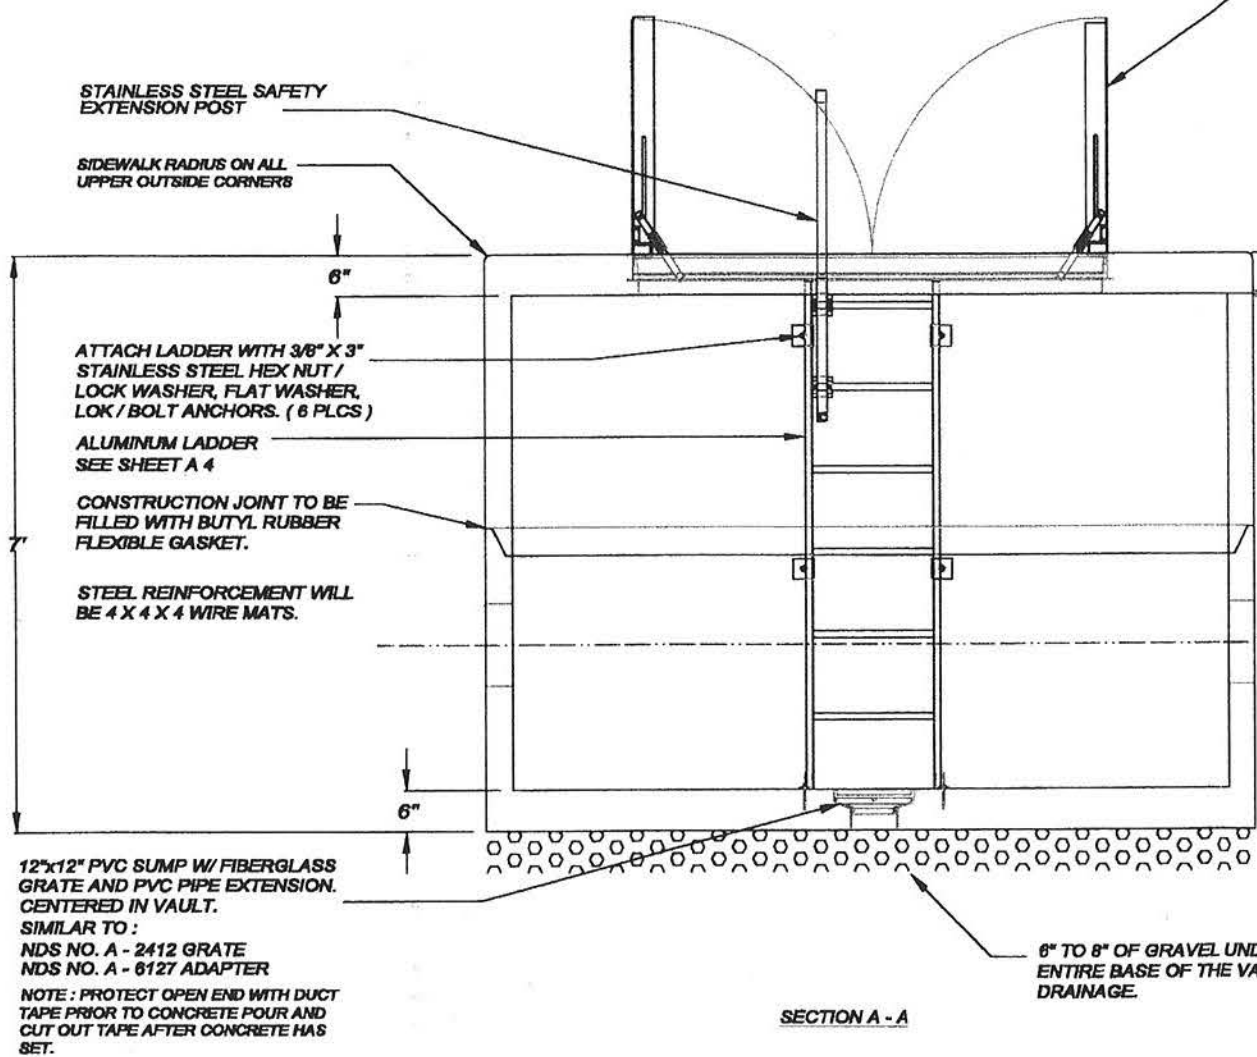 STAINLESS STEEL SAFETY
EXTENSION POST
SIDEWALK RADIUS ON ALL
UPPER OUTSIDE CORNERS
6"
ATTACH LADDER WITH 3/8" X 3"
STAINLESS STEEL HEX NUT /
LOCK WASHER, FLAT WASHER,
LOK / BOLT ANCHORS. ( 6 PLCS )
ALUMINUM LADDER
SEE SHEET A 4
CONSTRUCTION JOINT TO BE
FILLED WITH BUTYL RUBBER
FLEXIBLE GASKET.
7'
STEEL REINFORCEMENT WILL
BE 4 X 4 X 4 WIRE MATS.
6"
12"x12" PVC SUMP W/ FIBERGLASS
GRATE AND PVC PIPE EXTENSION.
CENTERED IN VAULT.
SIMILAR TO :
NDS NO. A - 2412 GRATE
NDS NO. A - 6127 ADAPTER
NOTE : PROTECT OPEN END WITH DUCT
TAPE PRIOR TO CONCRETE POUR AND
CUT OUT TAPE AFTER CONCRETE HAS
SET.
6" TO 8" OF GRAVEL UND
ENTIRE BASE OF THE VA
DRAINAGE.
SECTION A - A